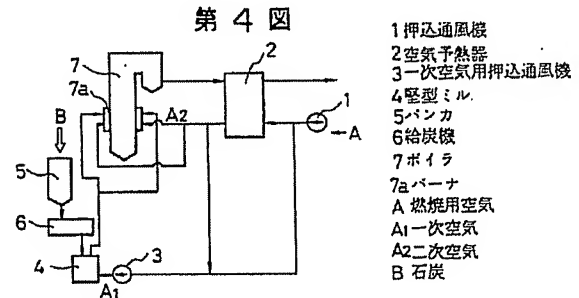 第4図
1 押込通風機
2 空気予熱器
3 一次空気用押込通風機
4 竪型ミル.
5 バンカ
6 給炭機
7 ボイラ
7a バーナ
A 燃焼用空気
A1 一次空気
A2 二次空気
B 石炭
2
7
7a
A2
B
1
A
5
6
4
3
A1